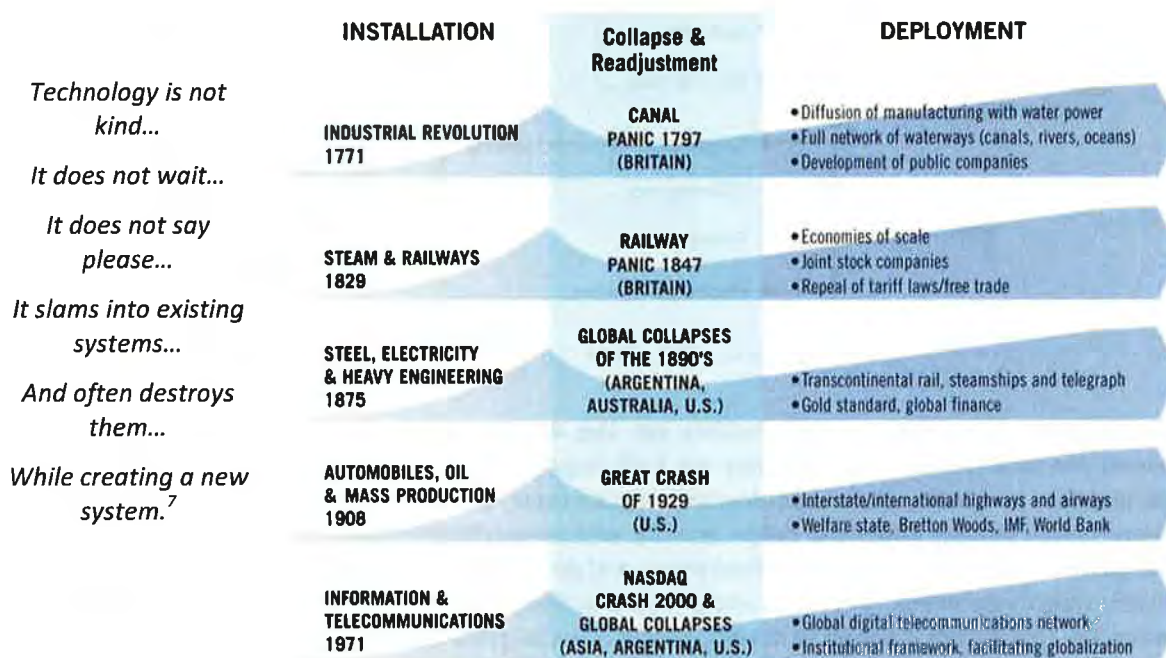 INSTALLATION
Collapse &
Readjustment
DEPLOYMENT
Technology is not
kind...
It does not wait...
It does not say
please...
It slams into existing
systems...
And often destroys
them...
While creating a new
system.7
INDUSTRIAL REVOLUTION
1771
CANAL
PANIC 1797
(BRITAIN)
•Diffusion of manufacturing with water power
•Full network of waterways (canals, rivers, oceans)
•Development of public companies
STEAM & RAILWAYS
1829
RAILWAY
PANIC 1847
(BRITAIN)
•Economies of scale
•Joint stock companies
•Repeal of tariff laws/free trade
STEEL, ELECTRICITY
& HEAVY ENGINEERING
1875
GLOBAL COLLAPSES
OF THE 1890'S
(ARGENTINA,
AUSTRALIA, U.S.)
•Transcontinental rail, steamships and telegraph
•Gold standard, global finance
AUTOMOBILES, OIL
& MASS PRODUCTION
1908
GREAT CRASH
OF 1929
(U.S.)
•Interstate/international highways and airways
•Welfare state, Bretton Woods, IMF, World Bank
INFORMATION &
TELECOMMUNICATIONS
1971
NASDAQ
CRASH 2000 &
GLOBAL COLLAPSES
(ASIA, ARGENTINA, U.S.)
•Global digital telecommunications network
•Institutional framework, facilitating globalization